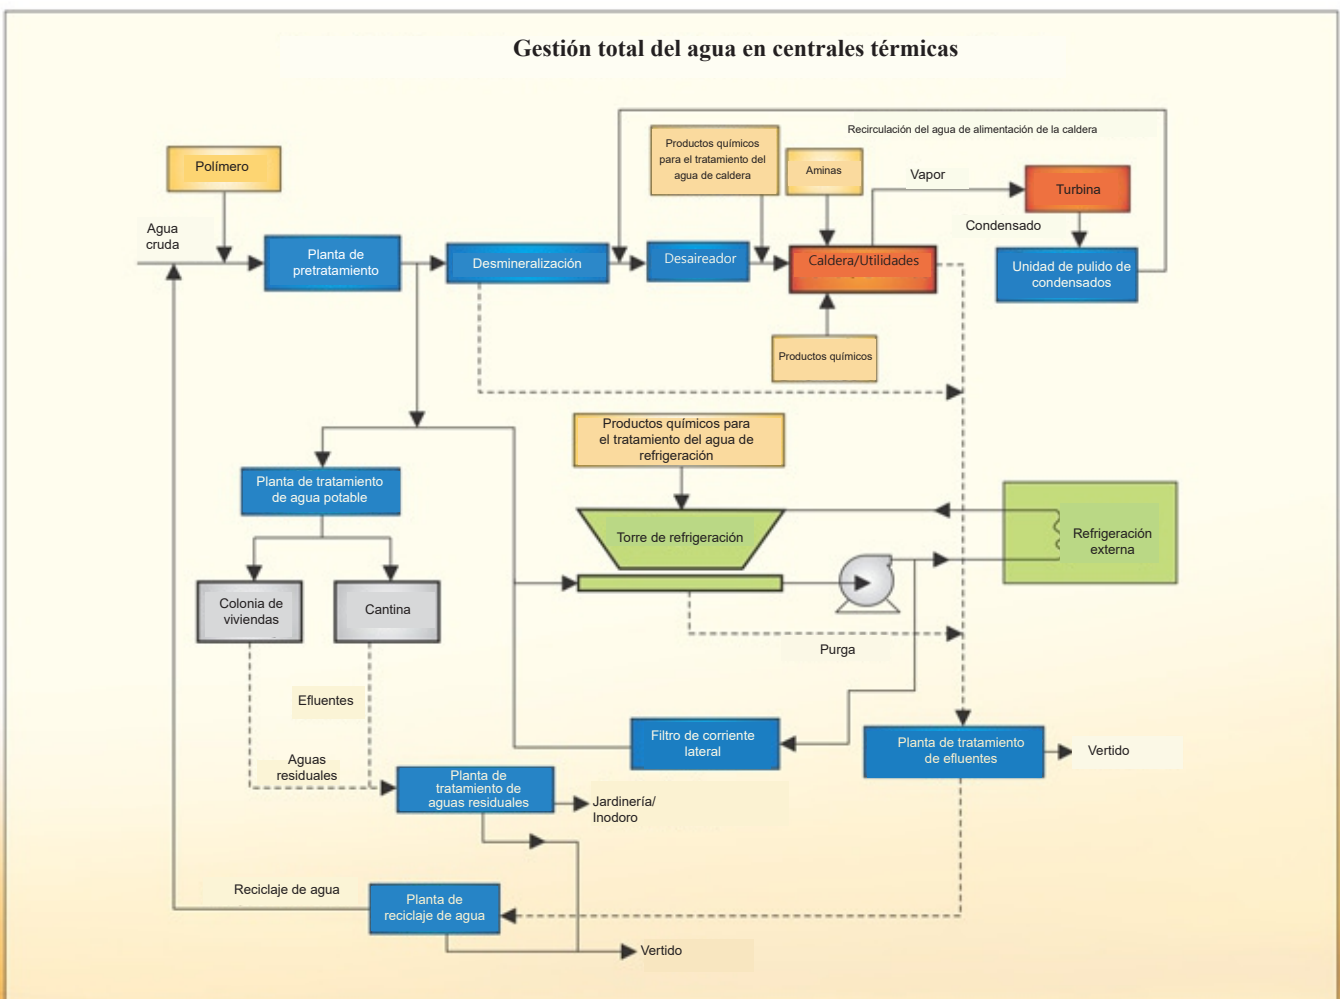 Gestión total del agua en centrales térmicas
Recirculación del agua de alimentación de la caldera
Polímero
Productos químicos
para el tratamiento del
agua de caldera
Aminas
Vapor
Turbina
Agua
cruda
Condensado
Planta de
pretratamiento
Desmineralización
Desaireador
Caldera/Utilidades
Unidad de pulido de
condensados
Productos químicos
Productos químicos para
el tratamiento del agua de
refrigeración
Planta de tratamiento
de agua potable
Torre de refrigeración
Refrigeración
externa
Colonia de
viviendas
Cantina
Purga
Efluentes
Filtro de corriente
lateral
Planta de tratamiento
de efluentes
Vertido
Aguas
residuales
Planta de
tratamiento de
aguas residuales
Jardinería/
Inodoro
Reciclaje de agua
Planta de
reciclaje de agua
Vertido